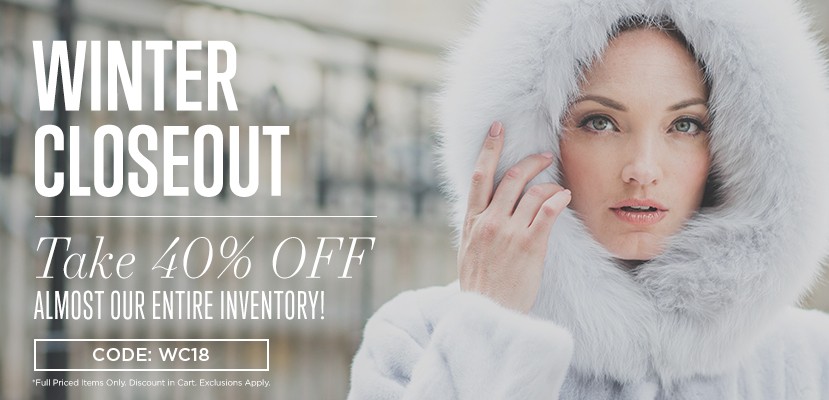 WINTER
CLOSEOUT
Take 40% OFF
ALMOST OUR ENTIRE INVENTORY!
CODE: WC18
*Full Priced Items Only. Discount in Cart. Exclusions Apply.